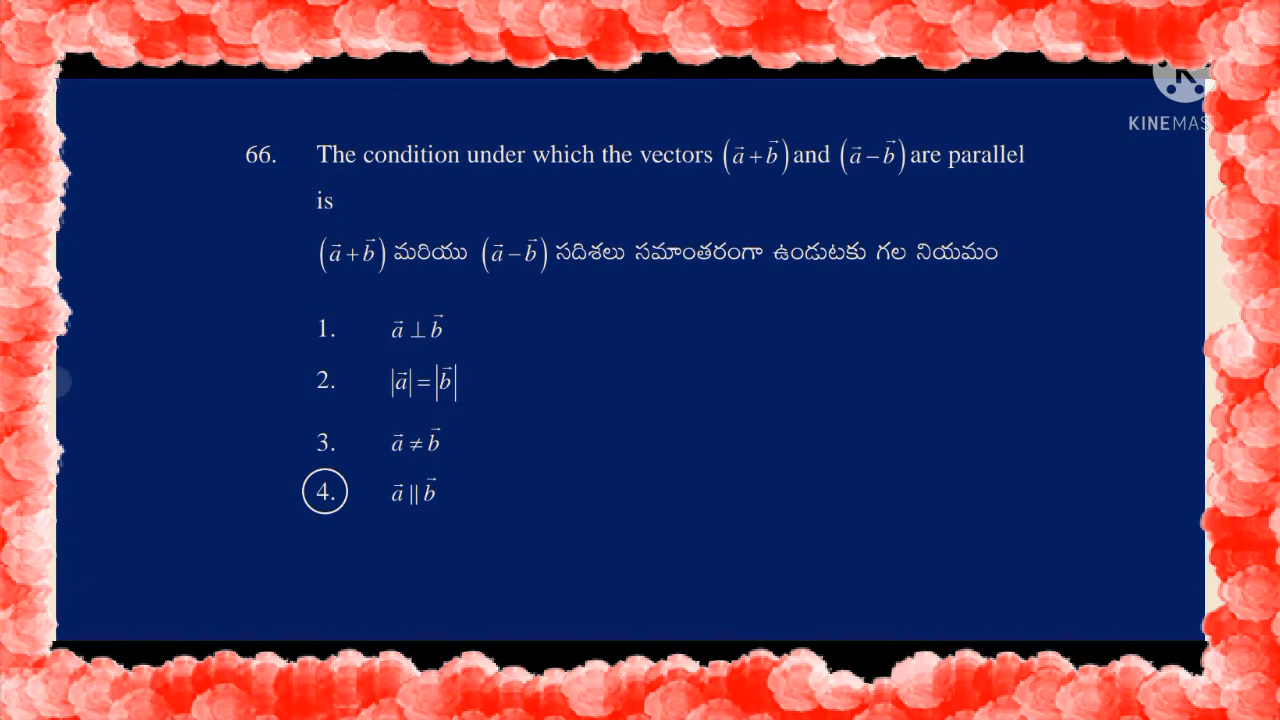 KINEMAS
66. The condition under which the vectors (a⃗ + b⃗) and (a⃗ − b⃗) are parallel
is
(a⃗ + b⃗) మరియు (a⃗ − b⃗) సదిశలు సమాంతరంగా ఉండుటకు గల నియమం
1. a⃗ ⊥ b⃗
2. |a⃗| = |b⃗|
3. a⃗ ≠ b⃗
4. a⃗ || b⃗